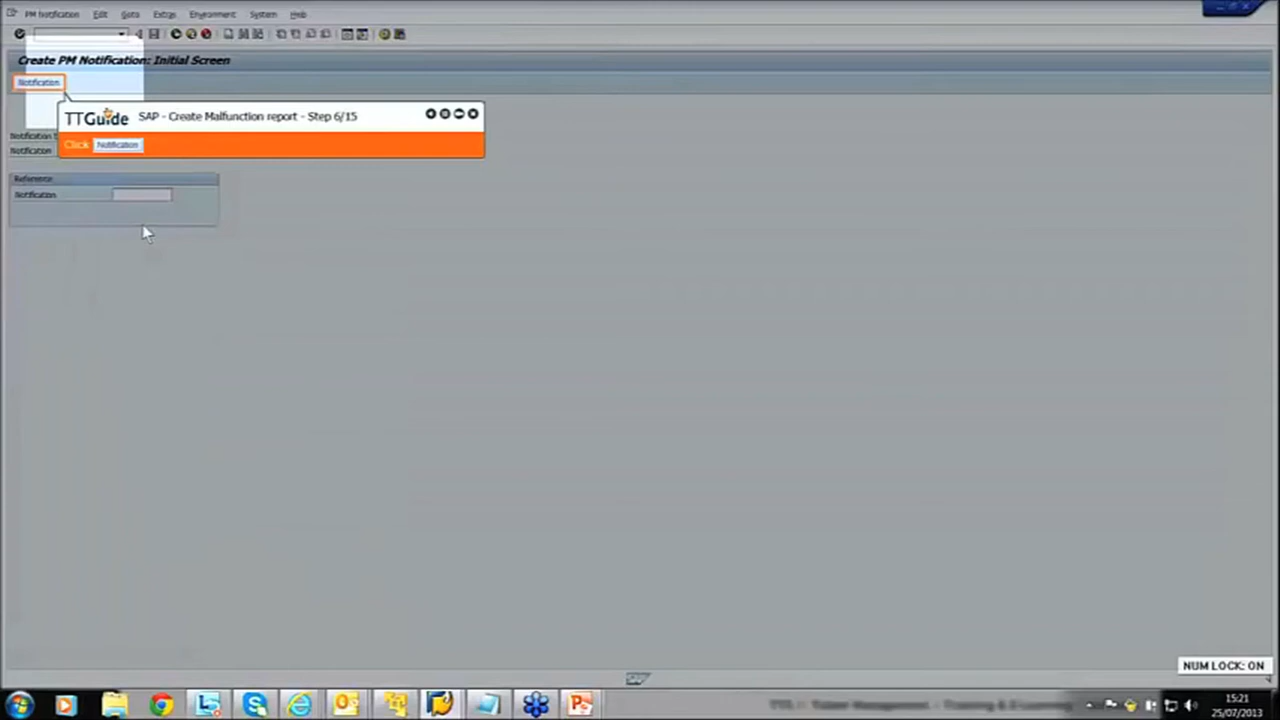 PM Notification Edit Goto Extras Environment System Help
Create PM Notification: Initial Screen
Notification
TTGuide SAP - Create Malfunction report - Step 6/15
Click Notification
Notification
Notification
Reference
Notification
NUM LOCK: ON
SAP
15:21
25/07/2013